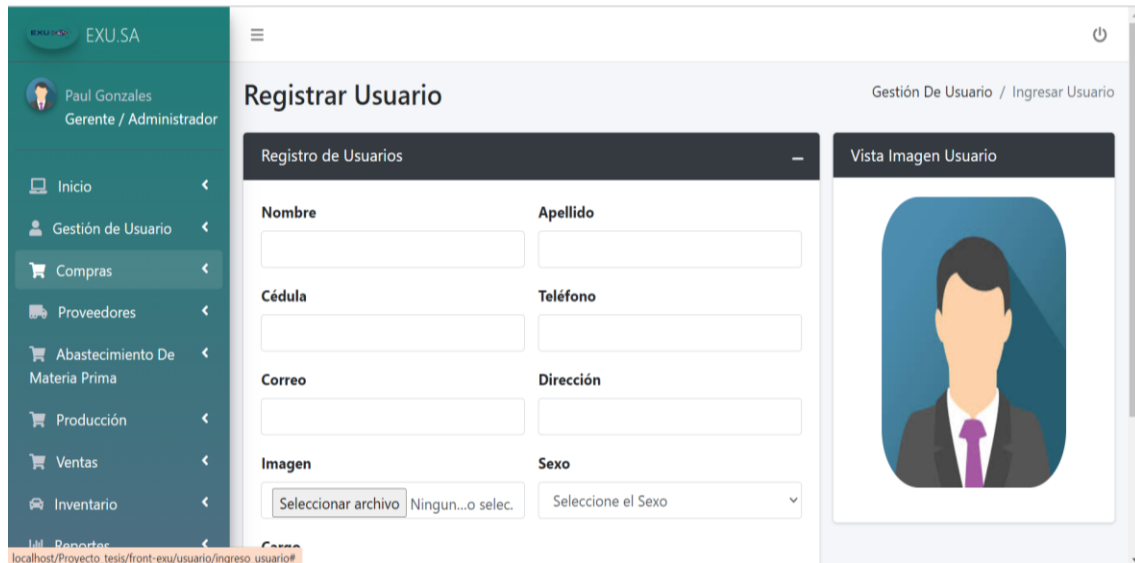 EXU.SA
Paul Gonzales
Gerente / Administrador
Inicio
Gestión de Usuario
Compras
Proveedores
Abastecimiento De
Materia Prima
Producción
Ventas
Inventario
Reportes
localhost/Proyecto_tesis/front-exu/usuario/ingreso_usuario#
Registrar Usuario
Gestión De Usuario / Ingresar Usuario
Registro de Usuarios
Nombre
Apellido
Cédula
Teléfono
Correo
Dirección
Imagen
Sexo
Seleccionar archivo Ningun...o selec.
Seleccione el Sexo
Cargo
Vista Imagen Usuario